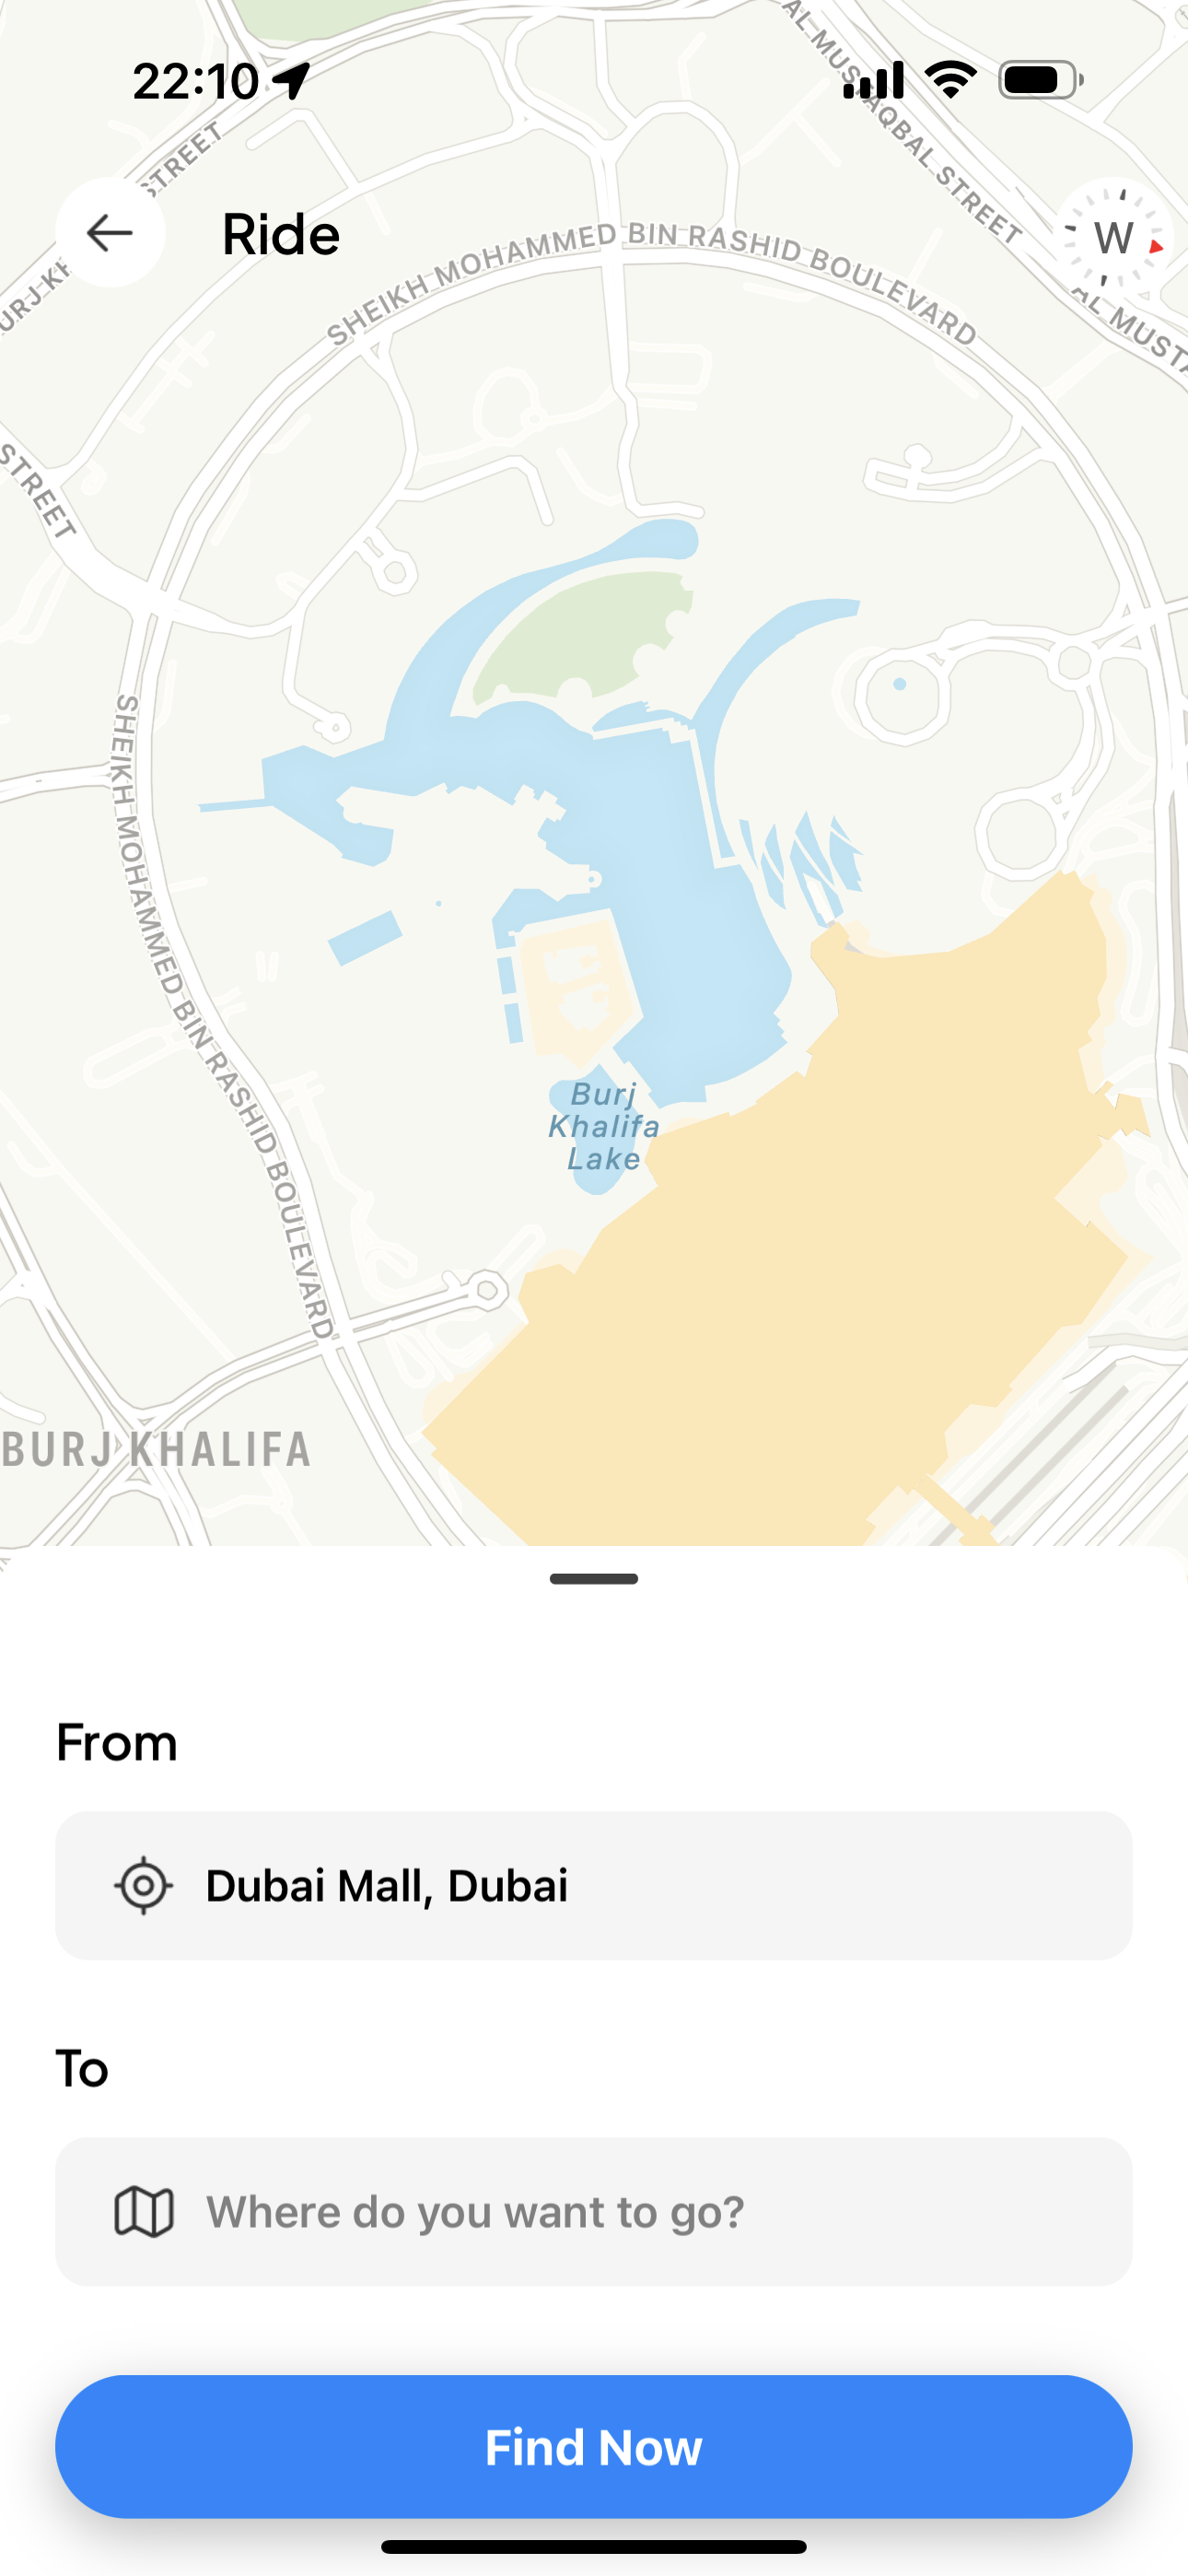 22:10
AL MUSTAQBAL STREET
STREET
Ride
W
SHEIKH MOHAMMED BIN RASHID BOULEVARD
URJ KH
AL MUSTA
STREET
SHEIKH MOHAMMED BIN RASHID BOULEVARD
Burj
Khalifa
Lake
BURJ KHALIFA
From
Dubai Mall, Dubai
To
Where do you want to go?
Find Now